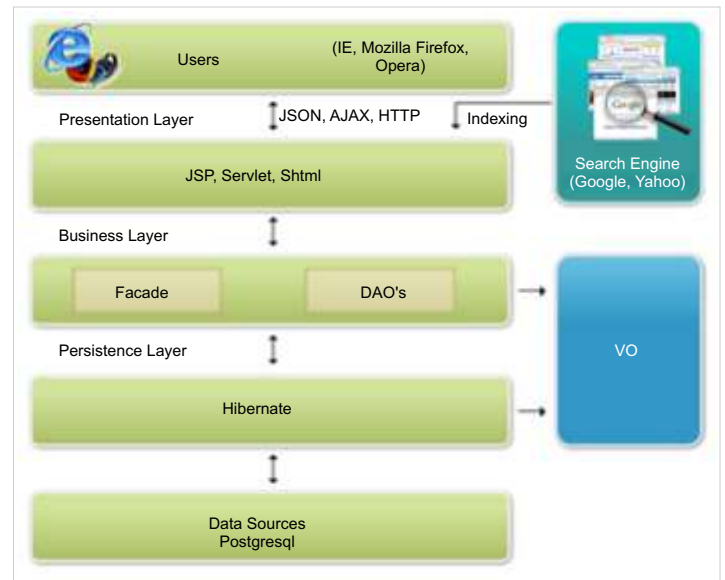 Users
(IE, Mozilla Firefox,
Opera)
Presentation Layer
JSON, AJAX, HTTP
Indexing
Google
Search Engine
(Google, Yahoo)
JSP, Servlet, Shtml
Business Layer
Facade
DAO's
VO
Persistence Layer
Hibernate
Data Sources
Postgresql